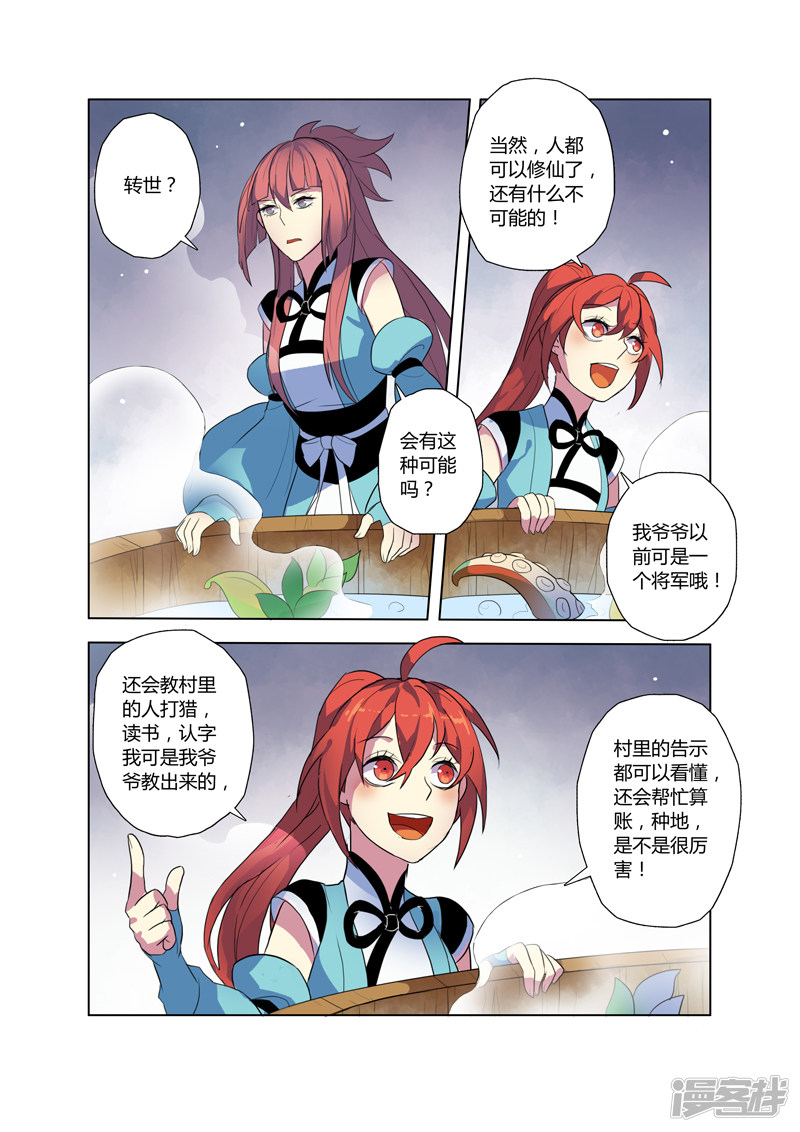 转世？
会有这
种可能
吗？
当然，人都
可以修仙了，
还有什么不
可能的！
我爷爷以
前可是一
个将军哦！
还会教村里
的人打猎，
读书，认字
我可是我爷
爷教出来的，
村里的告示
都可以看懂，
还会帮忙算
账，种地，
是不是很厉
害！
漫客栈